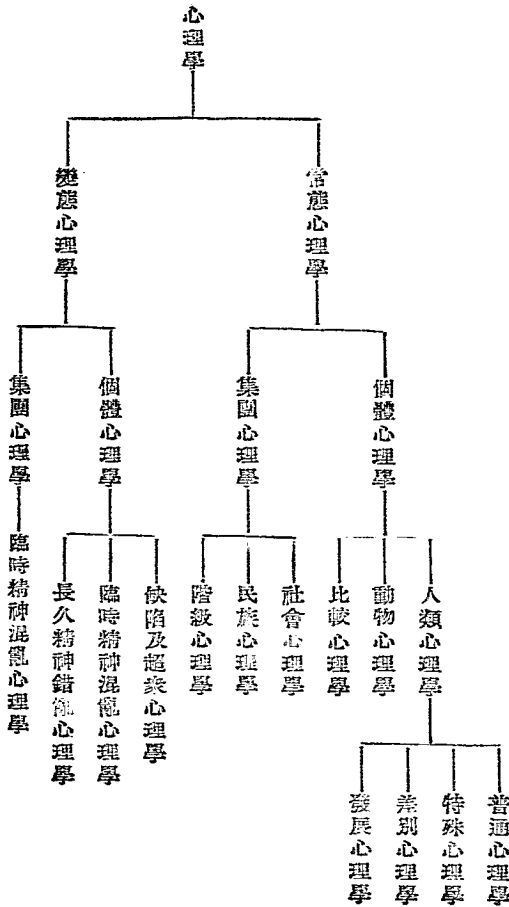 心理學
常態心理學
變態心理學
個體心理學
集團心理學
個體心理學
集團心理學
人類心理學
動物心理學
比較心理學
社會心理學
民族心理學
階級心理學
缺陷及超衆心理學
臨時精神混亂心理學
長久精神錯亂心理學
臨時精神混亂心理學
普通心理學
特殊心理學
差別心理學
發展心理學